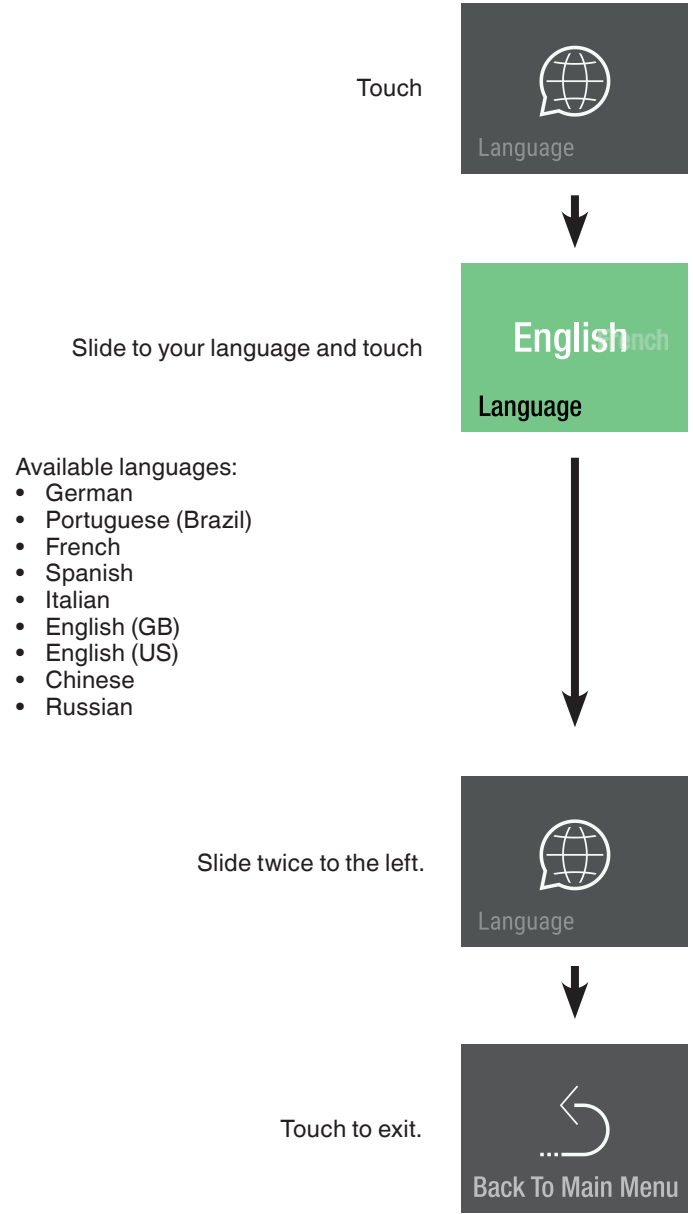 Touch
Language
Slide to your language and touch
English French
Language
Available languages:
• German
• Portuguese (Brazil)
• French
• Spanish
• Italian
• English (GB)
• English (US)
• Chinese
• Russian
Slide twice to the left.
Language
Touch to exit.
Back To Main Menu